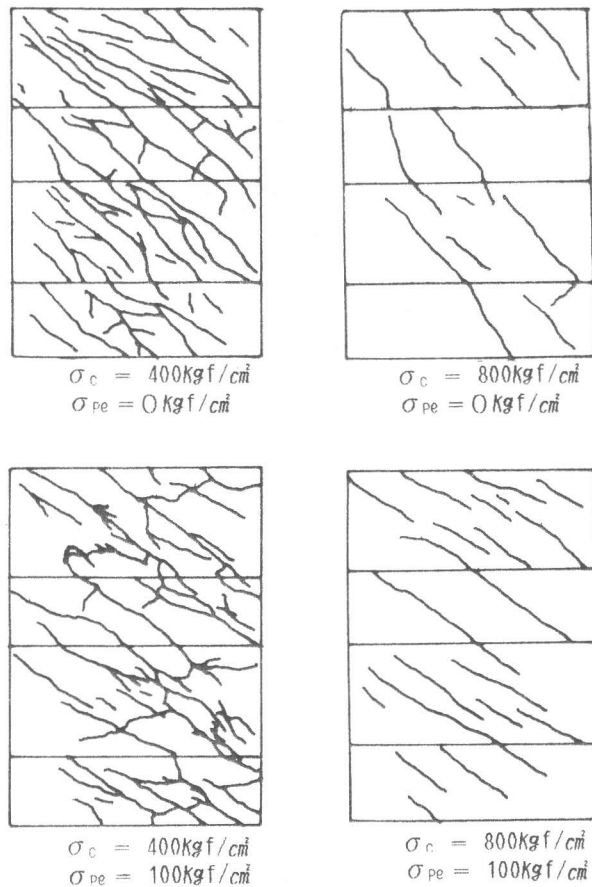 σc = 400Kgf/c㎡
σPe = 0Kgf/c㎡
σc = 800Kgf/c㎡
σPe = 0Kgf/c㎡
σc = 400Kgf/c㎡
σPe = 100Kgf/c㎡
σc = 800Kgf/c㎡
σPe = 100Kgf/c㎡